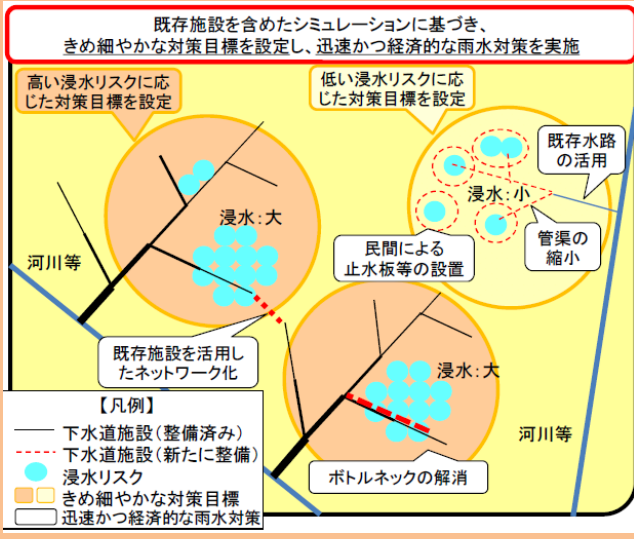 既存施設を含めたシミュレーションに基づき、
きめ細やかな対策目標を設定し、迅速かつ経済的な雨水対策を実施
高い浸水リスクに応
じた対策目標を設定
低い浸水リスクに応
じた対策目標を設定
既存水路
の活用
浸水:大
浸水:小
管渠の
縮小
民間による
止水板等の設置
河川等
既存施設を活用し
たネットワーク化
浸水:大
河川等
ボトルネックの解消
【凡例】
下水道施設(整備済み)
下水道施設(新たに整備)
浸水リスク
きめ細やかな対策目標
迅速かつ経済的な雨水対策